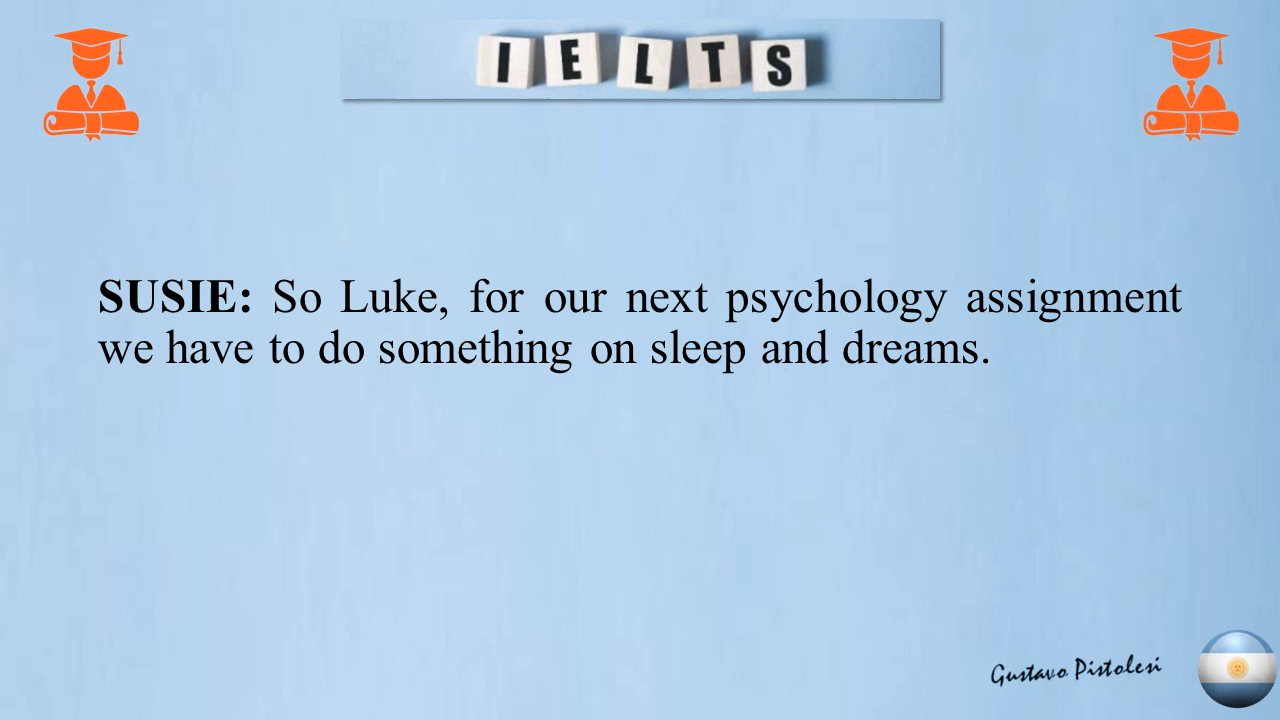 IELTS
SUSIE: So Luke, for our next psychology assignment
we have to do something on sleep and dreams.
Gustavo Pistolesi